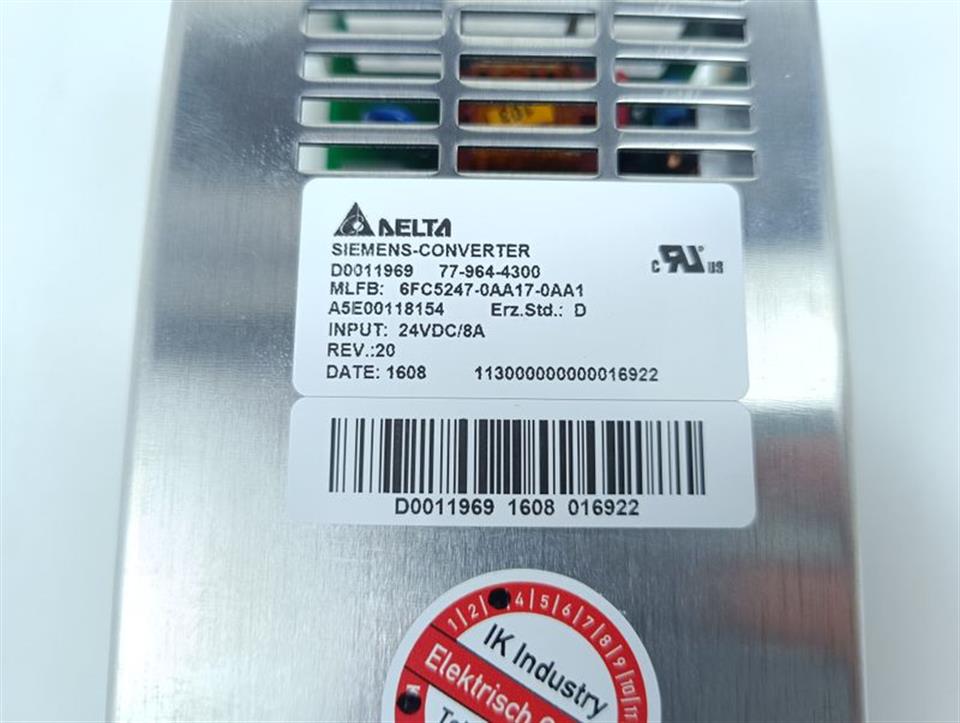 DELTA
SIEMENS-CONVERTER
D0011969 77-964-4300
MLFB: 6FC5247-0AA17-0AA1
A5E00118154 Erz.Std.: D
INPUT: 24VDC/8A
REV.:20
DATE: 1608 113000000000016922
c RU US
D0011969 1608 016922
1 2 4 5 6 7 8 9 10 11
IK Industry
Elektrisch